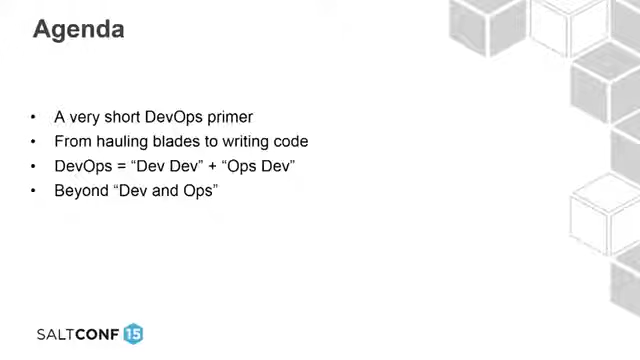 Agenda
• A very short DevOps primer
• From hauling blades to writing code
• DevOps = “Dev Dev” + “Ops Dev”
• Beyond “Dev and Ops”
SALTCONF 15